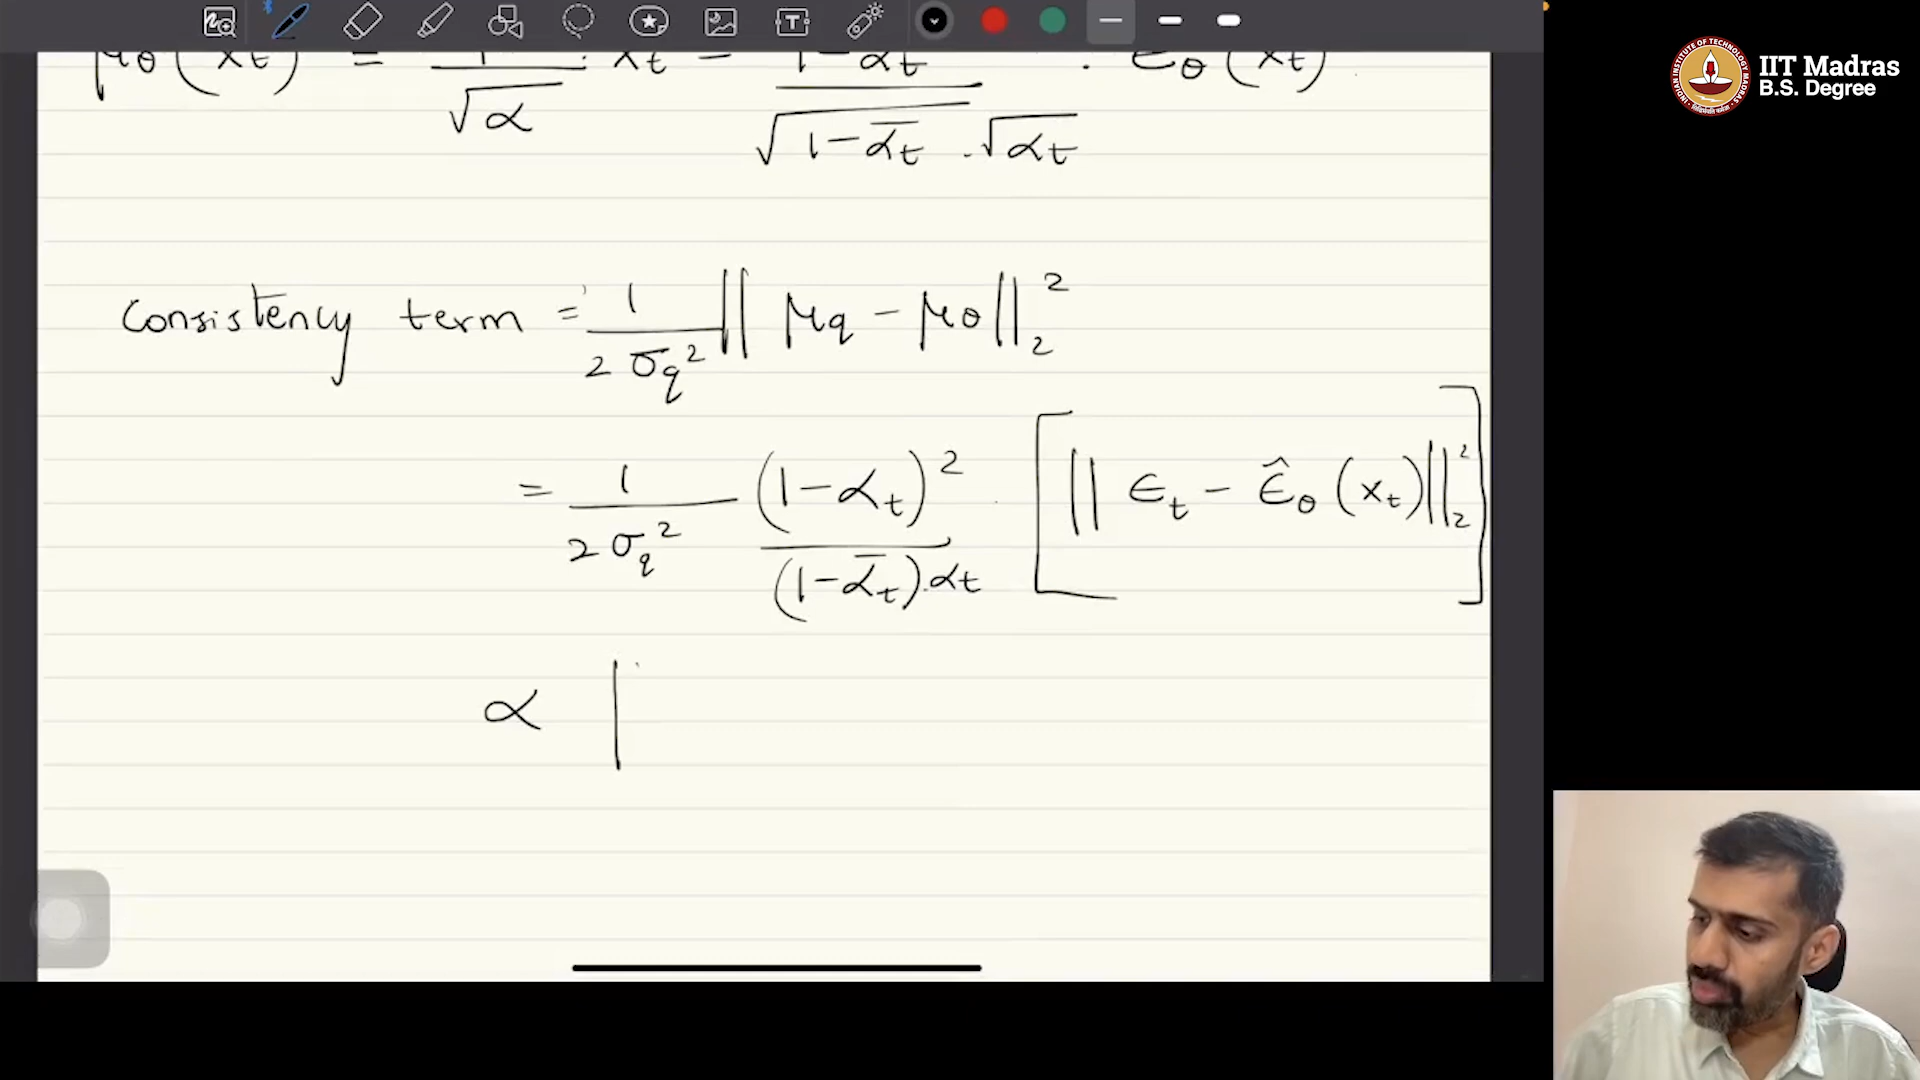 IIT Madras
B.S. Degree
μθ(xt) = 1/√α · xt − 1−αt/(√(1−ᾱt) · √αt) · ϵθ(xt)
Consistency term = 1/(2σq²) ‖μq − μθ‖₂²
= 1/(2σq²) (1−αt)²/((1−ᾱt)·αt) · [‖ϵt − ϵ̂θ(xt)‖₂²]
α |